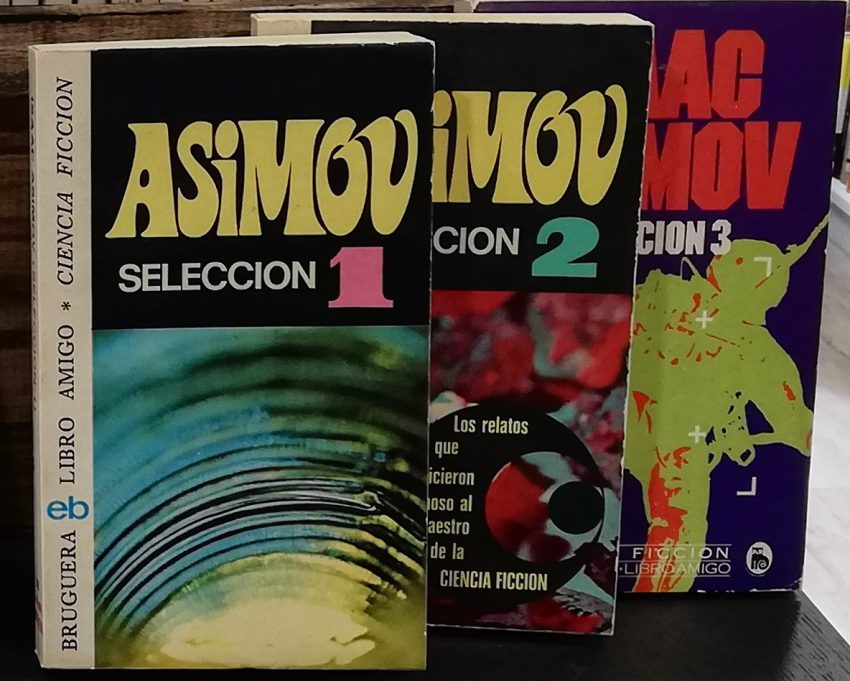 BRUGUERA eb LIBRO AMIGO * CIENCIA FICCION
ASiMOV
SELECCION 1
iMOV
CION 2
Los relatos
que
icieron
oso al
aestro
de la
CIENCIA FICCION
AAC
MOV
CION 3
FICCION
LIBRO AMIGO